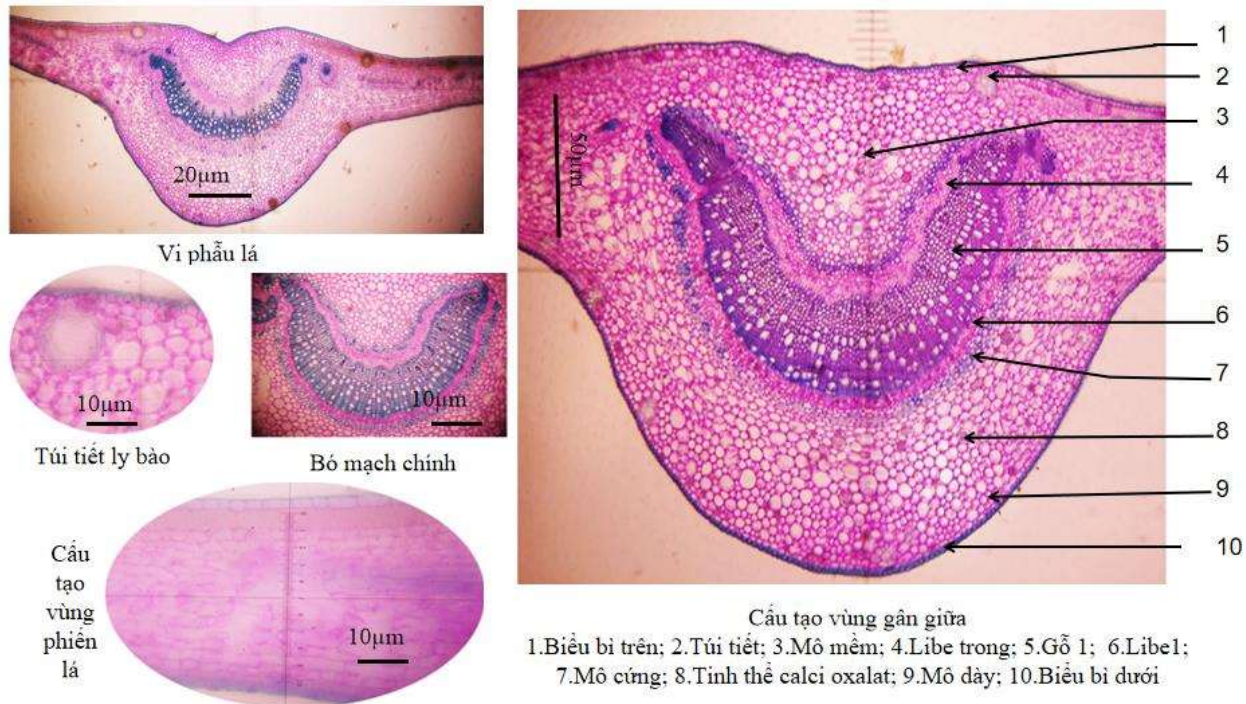 20µm
Vi phẫu lá
10µm
Túi tiết ly bào
10µm
Bó mạch chính
Cấu
tạo
vùng
phiến
lá
10µm
50µm
1
2
3
4
5
6
7
8
9
10
Cấu tạo vùng gân giữa
1.Biểu bì trên; 2.Túi tiết; 3.Mô mềm; 4.Libe trong; 5.Gỗ 1; 6.Libe1;
7.Mô cứng; 8.Tinh thể calci oxalat; 9.Mô dày; 10.Biểu bì dưới